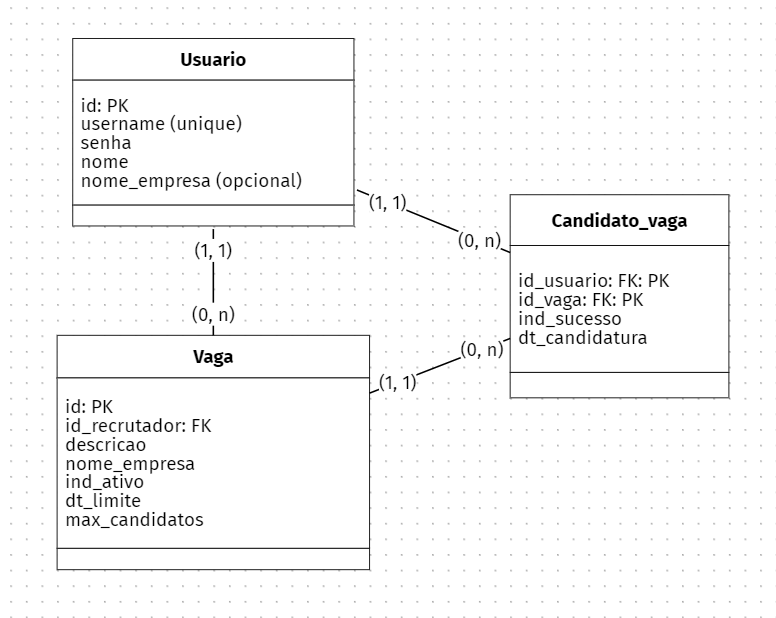 Usuario
id: PK
username (unique)
senha
nome
nome_empresa (opcional)
(1, 1)
(0, n)
Candidato_vaga
id_usuario: FK: PK
id_vaga: FK: PK
ind_sucesso
dt_candidatura
(1, 1)
(0, n)
(0, n)
(1, 1)
Vaga
id: PK
id_recrutador: FK
descricao
nome_empresa
ind_ativo
dt_limite
max_candidatos